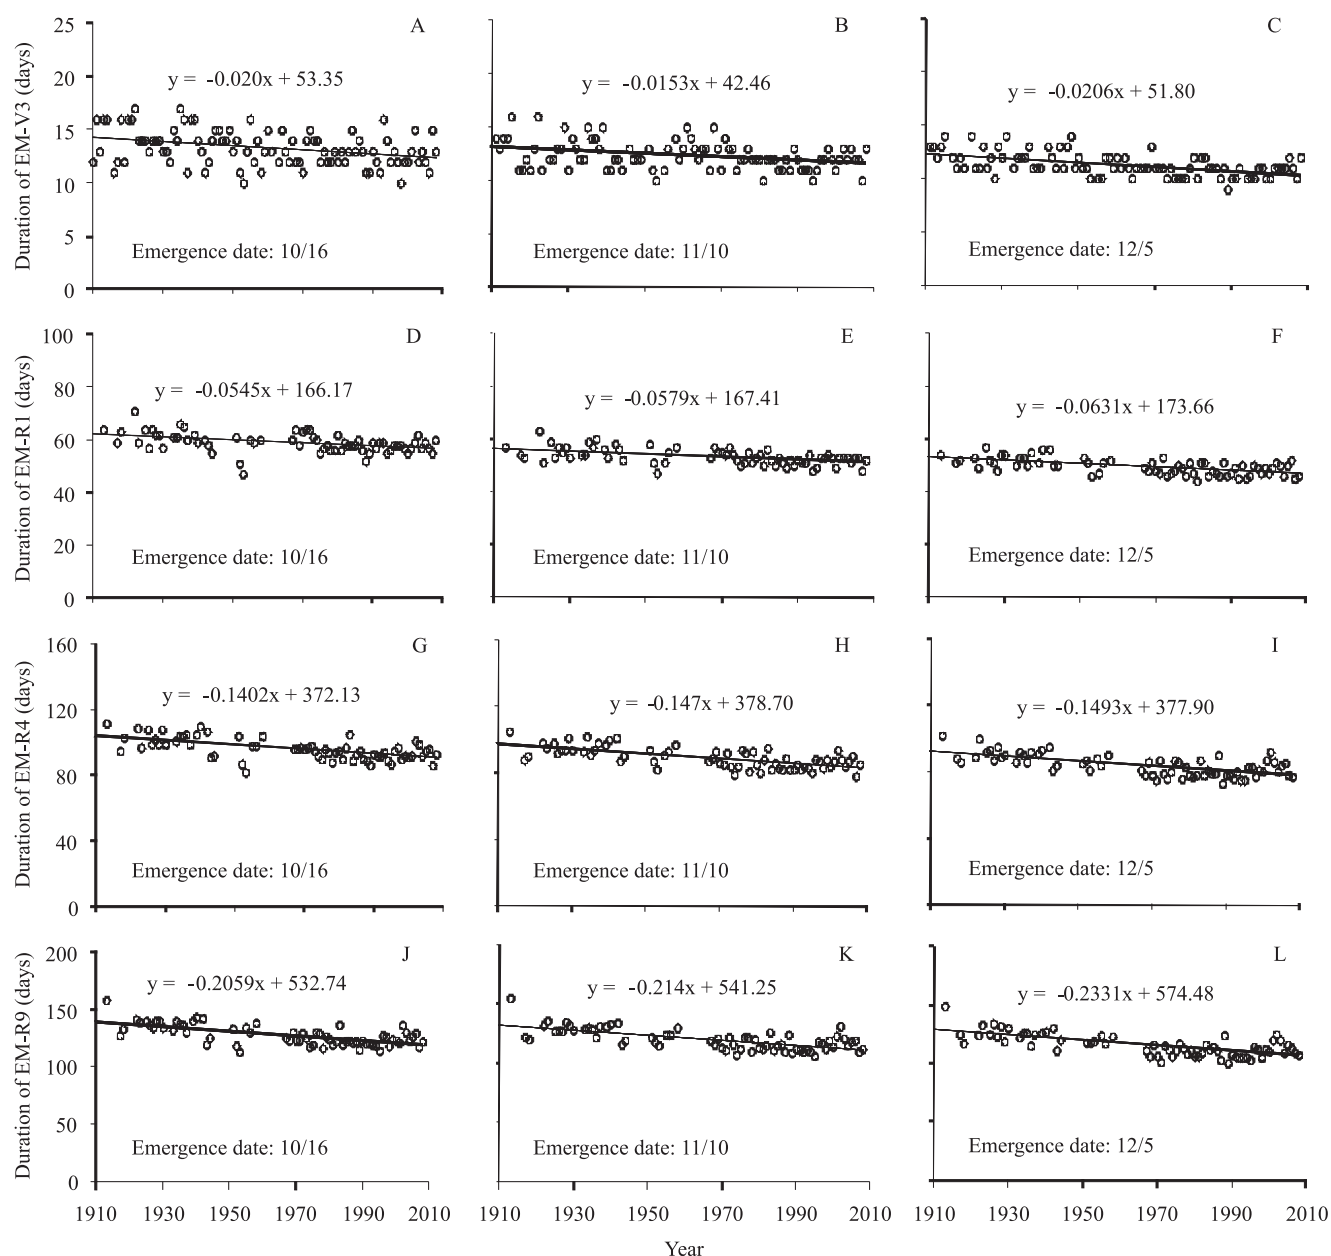 A B C
25
20
15
10
5
0
Duration of EM-V3 (days)
y = -0.020x + 53.35
y = -0.0153x + 42.46
y = -0.0206x + 51.80
Emergence date: 10/16
Emergence date: 11/10
Emergence date: 12/5
D E F
100
80
60
40
20
0
Duration of EM-R1 (days)
y = -0.0545x + 166.17
y = -0.0579x + 167.41
y = -0.0631x + 173.66
Emergence date: 10/16
Emergence date: 11/10
Emergence date: 12/5
G H I
160
120
80
40
0
Duration of EM-R4 (days)
y = -0.1402x + 372.13
y = -0.147x + 378.70
y = -0.1493x + 377.90
Emergence date: 10/16
Emergence date: 11/10
Emergence date: 12/5
J K L
200
150
100
50
0
Duration of EM-R9 (days)
y = -0.2059x + 532.74
y = -0.214x + 541.25
y = -0.2331x + 574.48
Emergence date: 10/16
Emergence date: 11/10
Emergence date: 12/5
1910 1930 1950 1970 1990 2010
1910 1930 1950 1970 1990 2010
1910 1930 1950 1970 1990 2010
Year